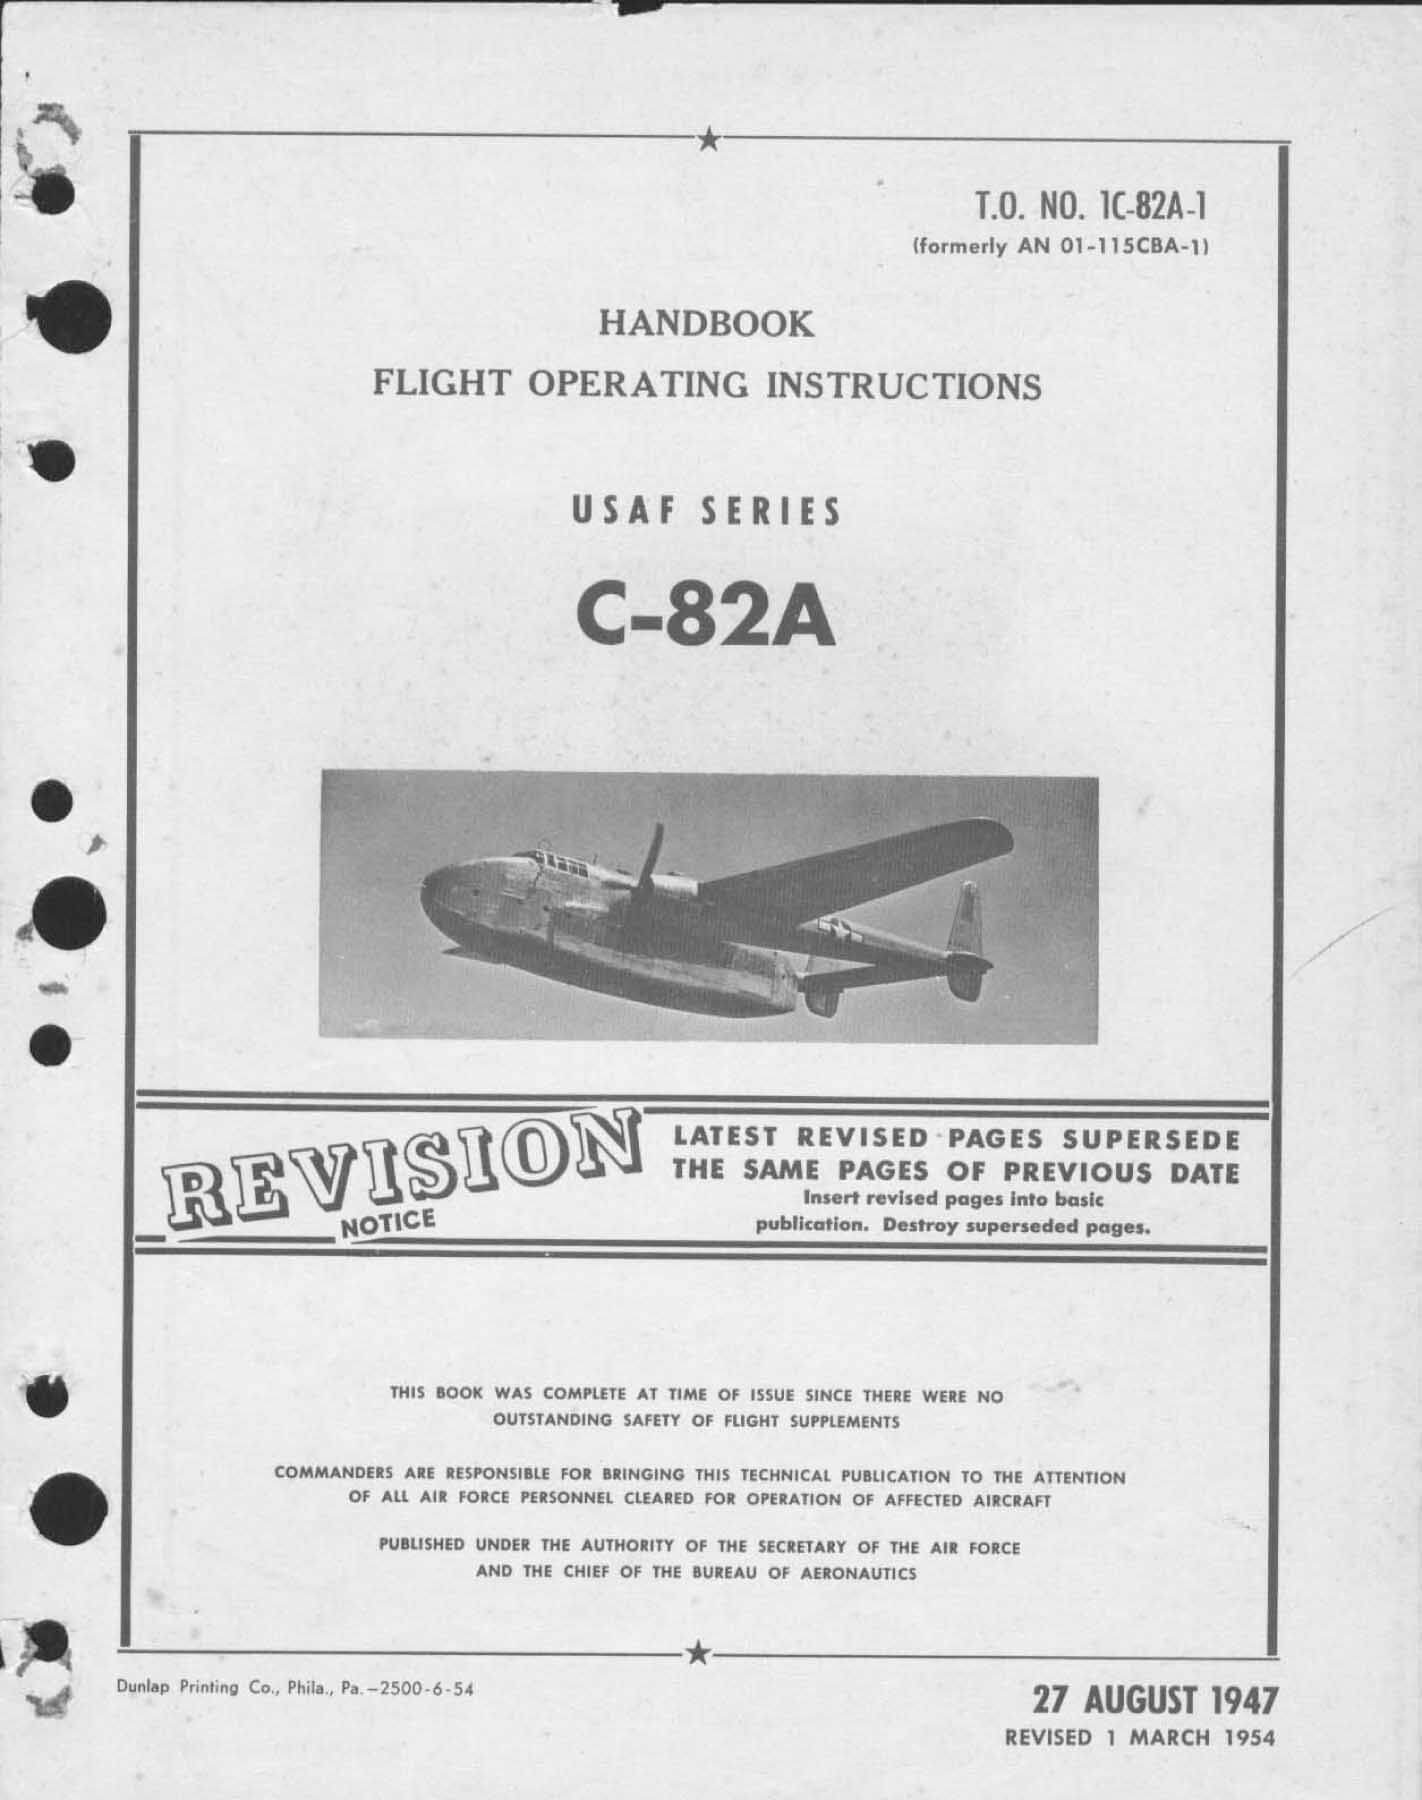 T.O. NO. 1C-82A-1
(formerly AN 01-115CBA-1)
HANDBOOK
FLIGHT OPERATING INSTRUCTIONS
USAF SERIES
C-82A
REVISION
NOTICE
LATEST REVISED PAGES SUPERSEDE
THE SAME PAGES OF PREVIOUS DATE
Insert revised pages into basic
publication. Destroy superseded pages.
THIS BOOK WAS COMPLETE AT TIME OF ISSUE SINCE THERE WERE NO
OUTSTANDING SAFETY OF FLIGHT SUPPLEMENTS
COMMANDERS ARE RESPONSIBLE FOR BRINGING THIS TECHNICAL PUBLICATION TO THE ATTENTION
OF ALL AIR FORCE PERSONNEL CLEARED FOR OPERATION OF AFFECTED AIRCRAFT
PUBLISHED UNDER THE AUTHORITY OF THE SECRETARY OF THE AIR FORCE
AND THE CHIEF OF THE BUREAU OF AERONAUTICS
Dunlap Printing Co., Phila., Pa.—2500-6-54
27 AUGUST 1947
REVISED 1 MARCH 1954